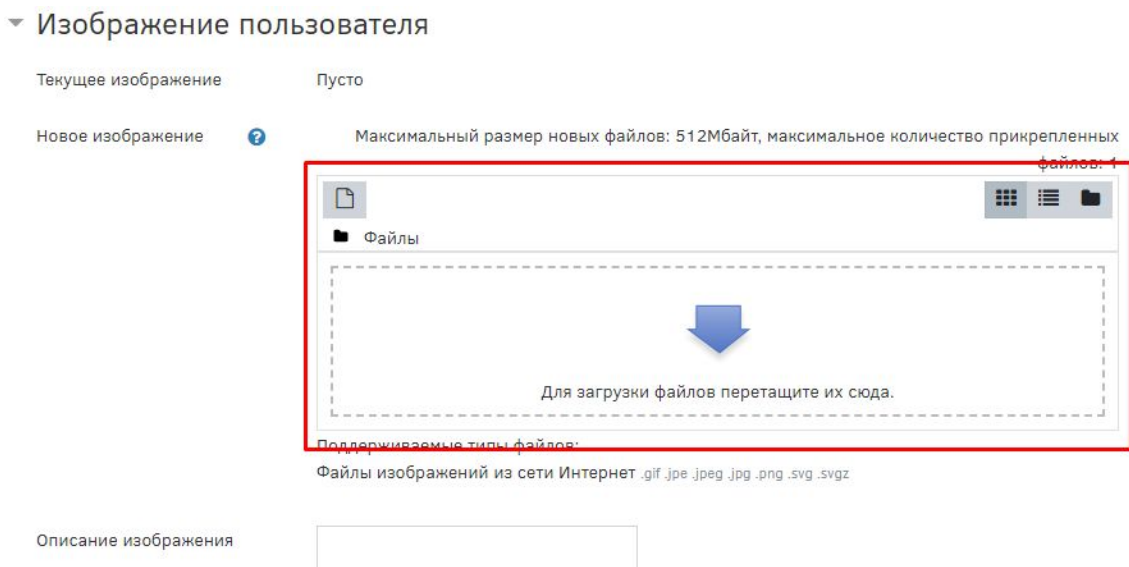 Изображение пользователя
Текущее изображение
Пусто
Новое изображение
Максимальный размер новых файлов: 512Мбайт, максимальное количество прикрепленных
файлов: 1
Файлы
Для загрузки файлов перетащите их сюда.
Поддерживаемые типы файлов:
Файлы изображений из сети Интернет .gif .jpe .jpeg .jpg .png .svg .svgz
Описание изображения